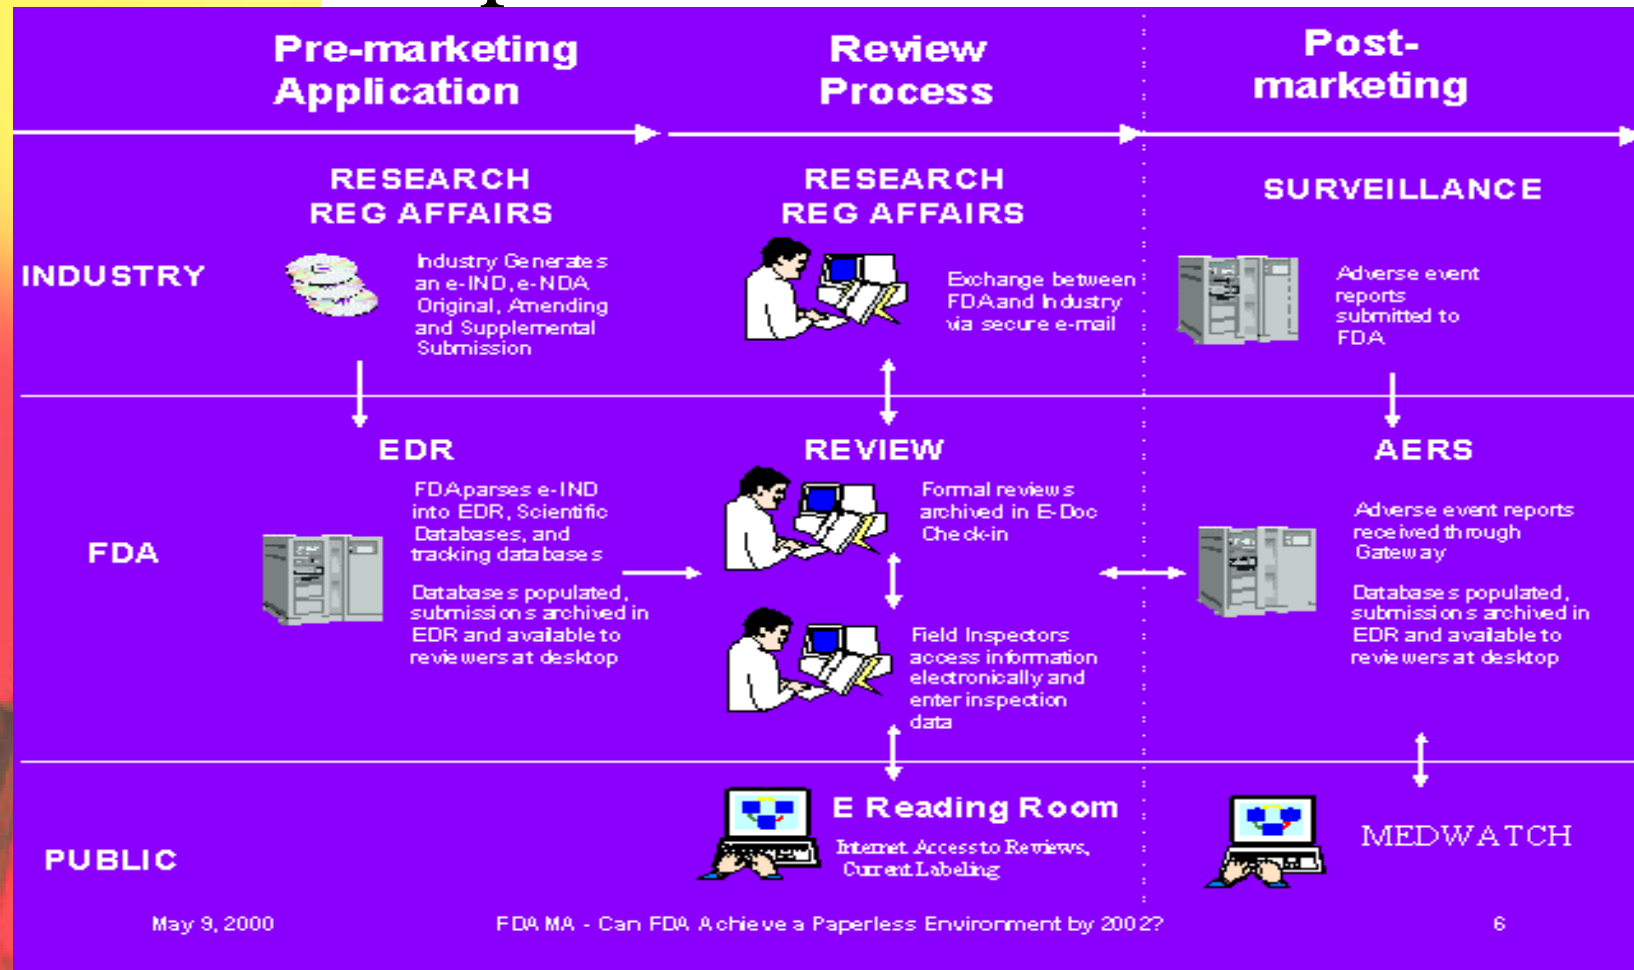 Pre-marketing
Application
Review
Process
Post-
marketing
RESEARCH
REG AFFAIRS
RESEARCH
REG AFFAIRS
SURVEILLANCE
INDUSTRY
Industry Generates
an e-IND, e-NDA
Original, Amending
and Supplemental
Submission
Exchange between
FDA and Industry
via secure e-mail
Adverse event
reports
submitted to
FDA
EDR
REVIEW
AERS
FDA
FDA parses e-IND
into EDR, Scientific
Databases, and
tracking databases
Databases populated,
submissions archived in
EDR and available to
reviewers at desktop
Formal reviews
archived in E-Doc
Check-in
Field Inspectors
access information
electronically and
enter inspection
data
Adverse event reports
received through
Gateway
Databases populated,
submissions archived in
EDR and available to
reviewers at desktop
PUBLIC
E Reading Room
Internet Access to Reviews,
Current Labeling
MEDWATCH
May 9, 2000
FDAMA - Can FDA Achieve a Paperless Environment by 2002?
6